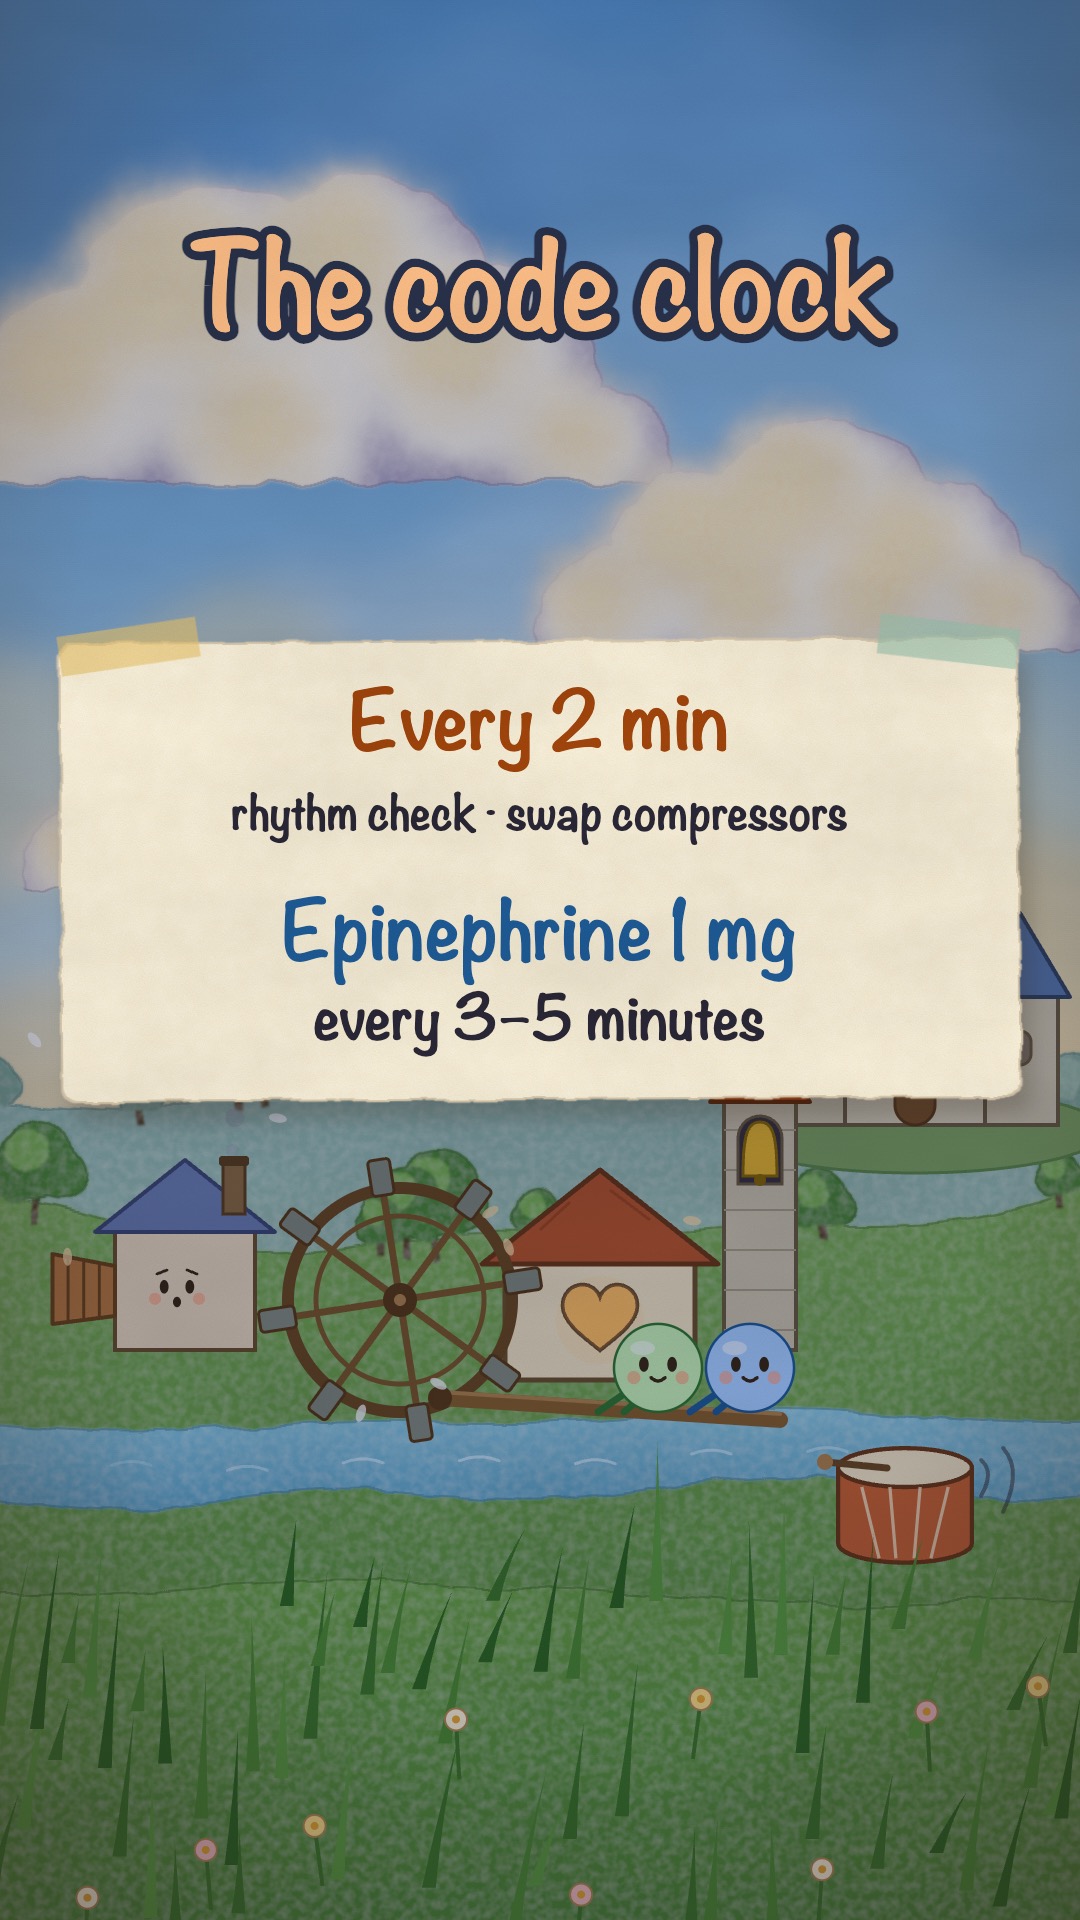 The code clock
Every 2 min
rhythm check · swap compressors
Epinephrine 1 mg
every 3–5 minutes